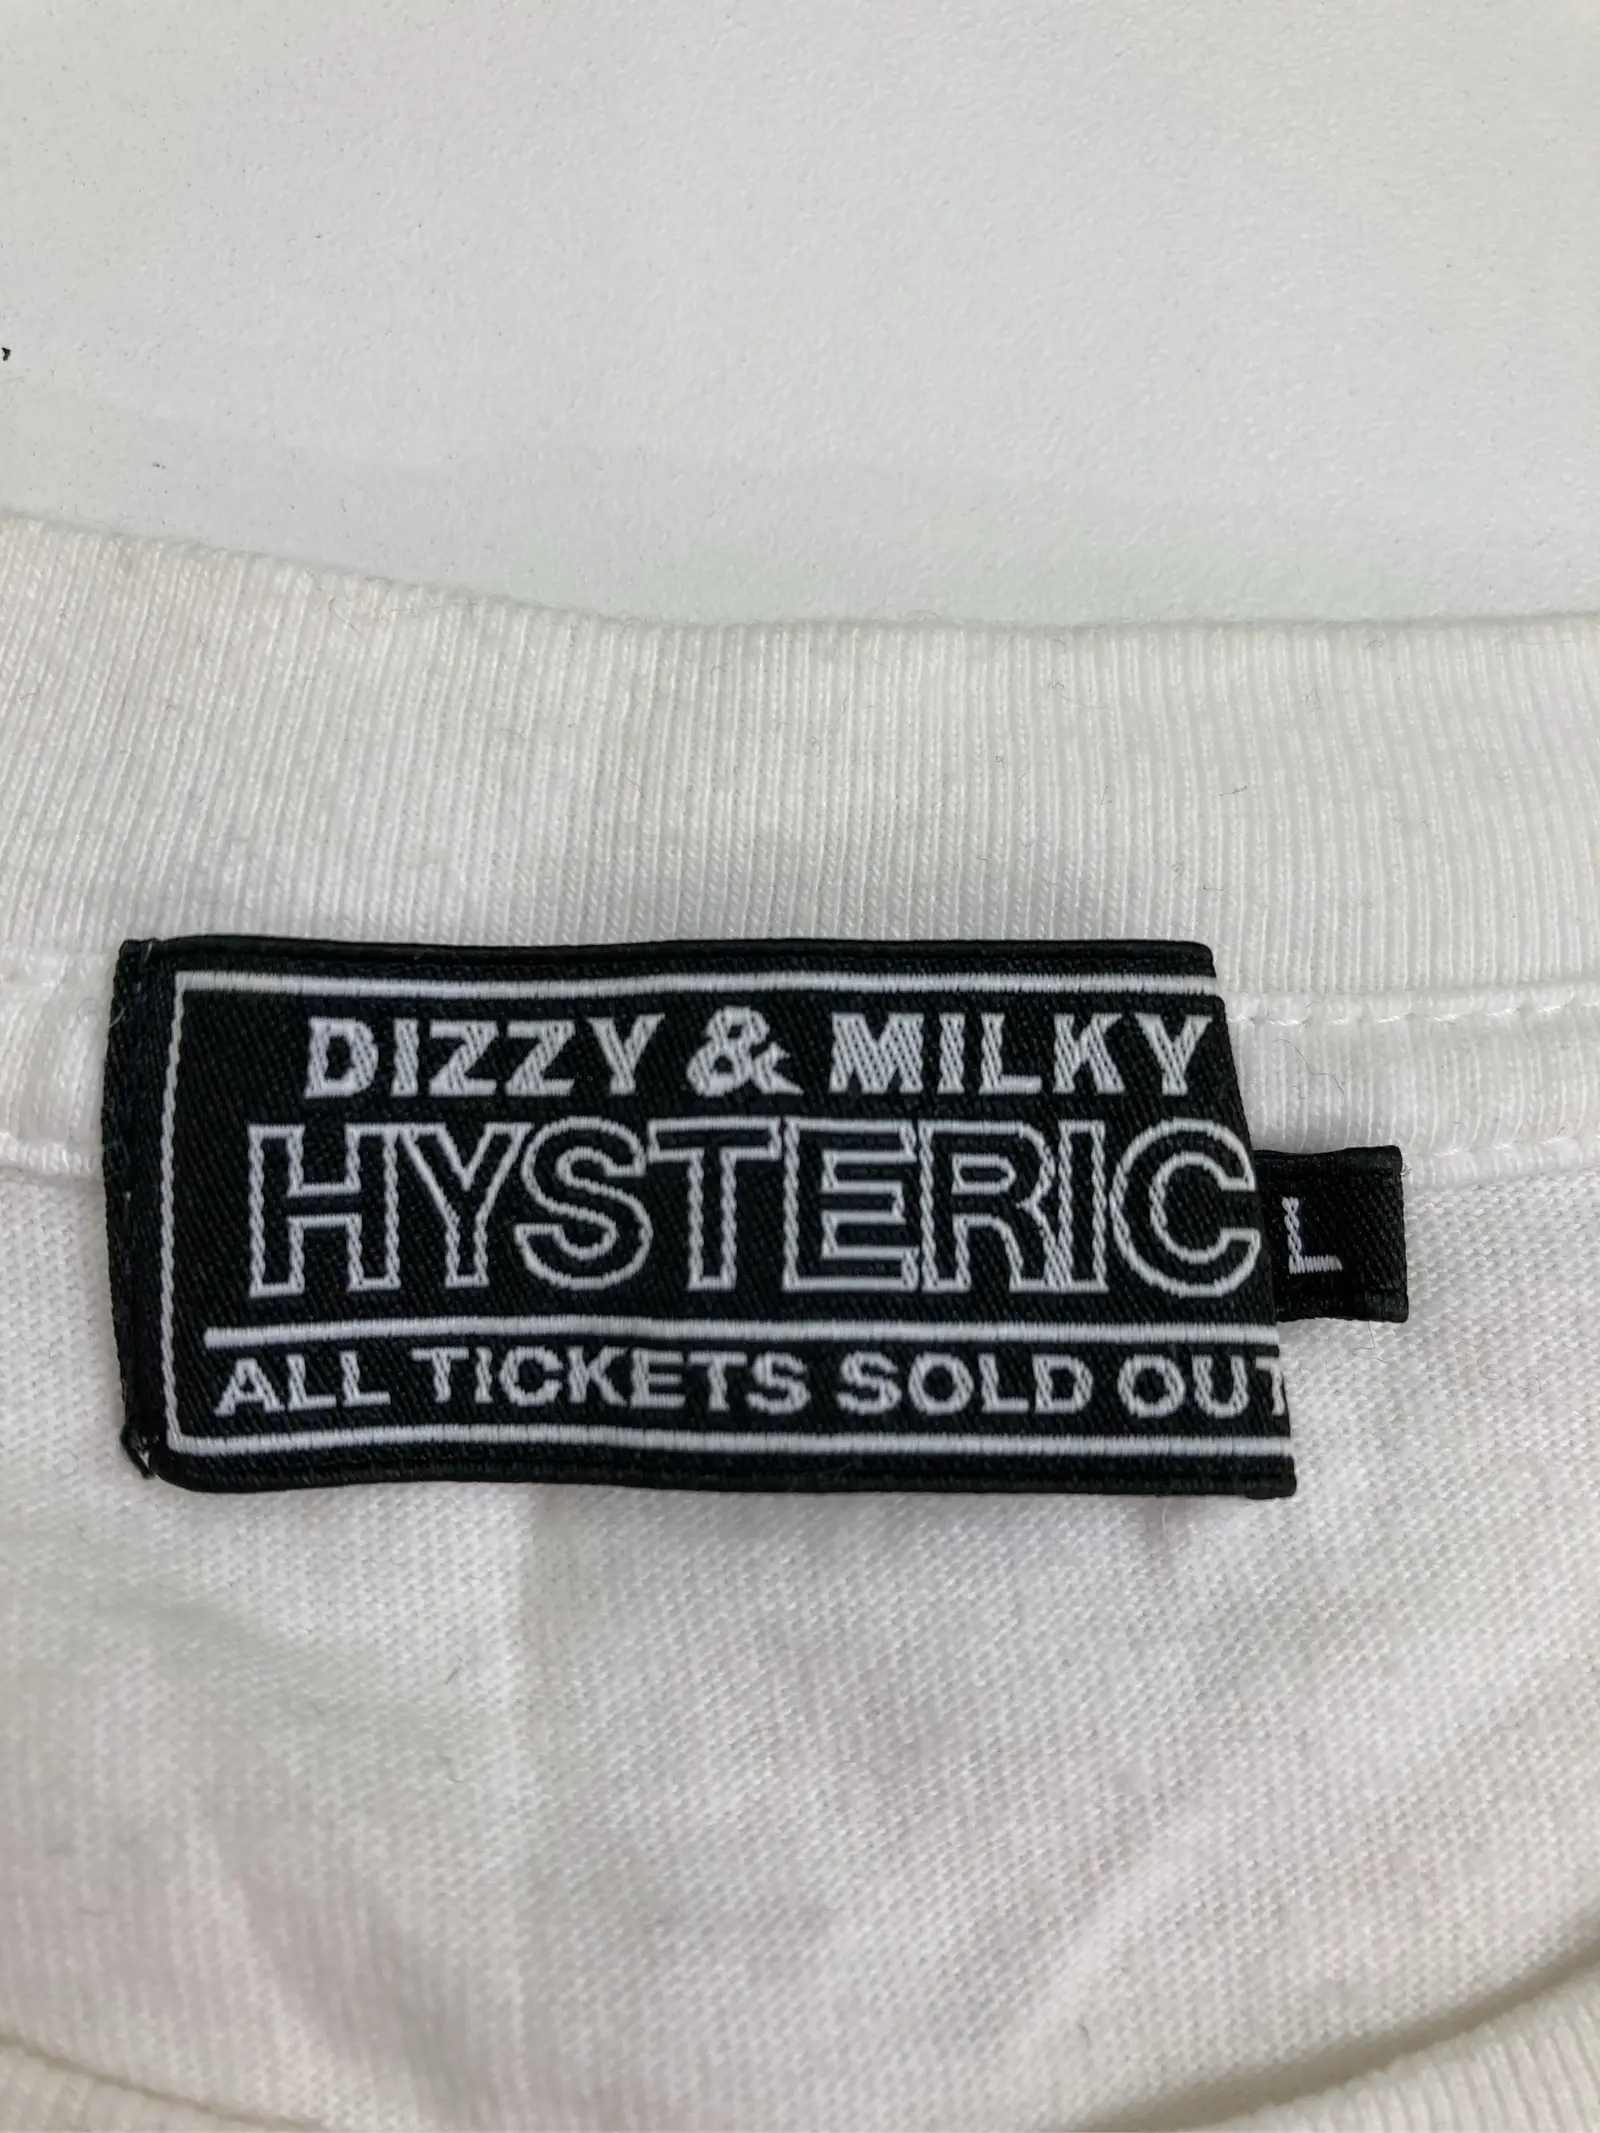 DIZZY & MILKY
HYSTERIC
ALL TICKETS SOLD OUT
L